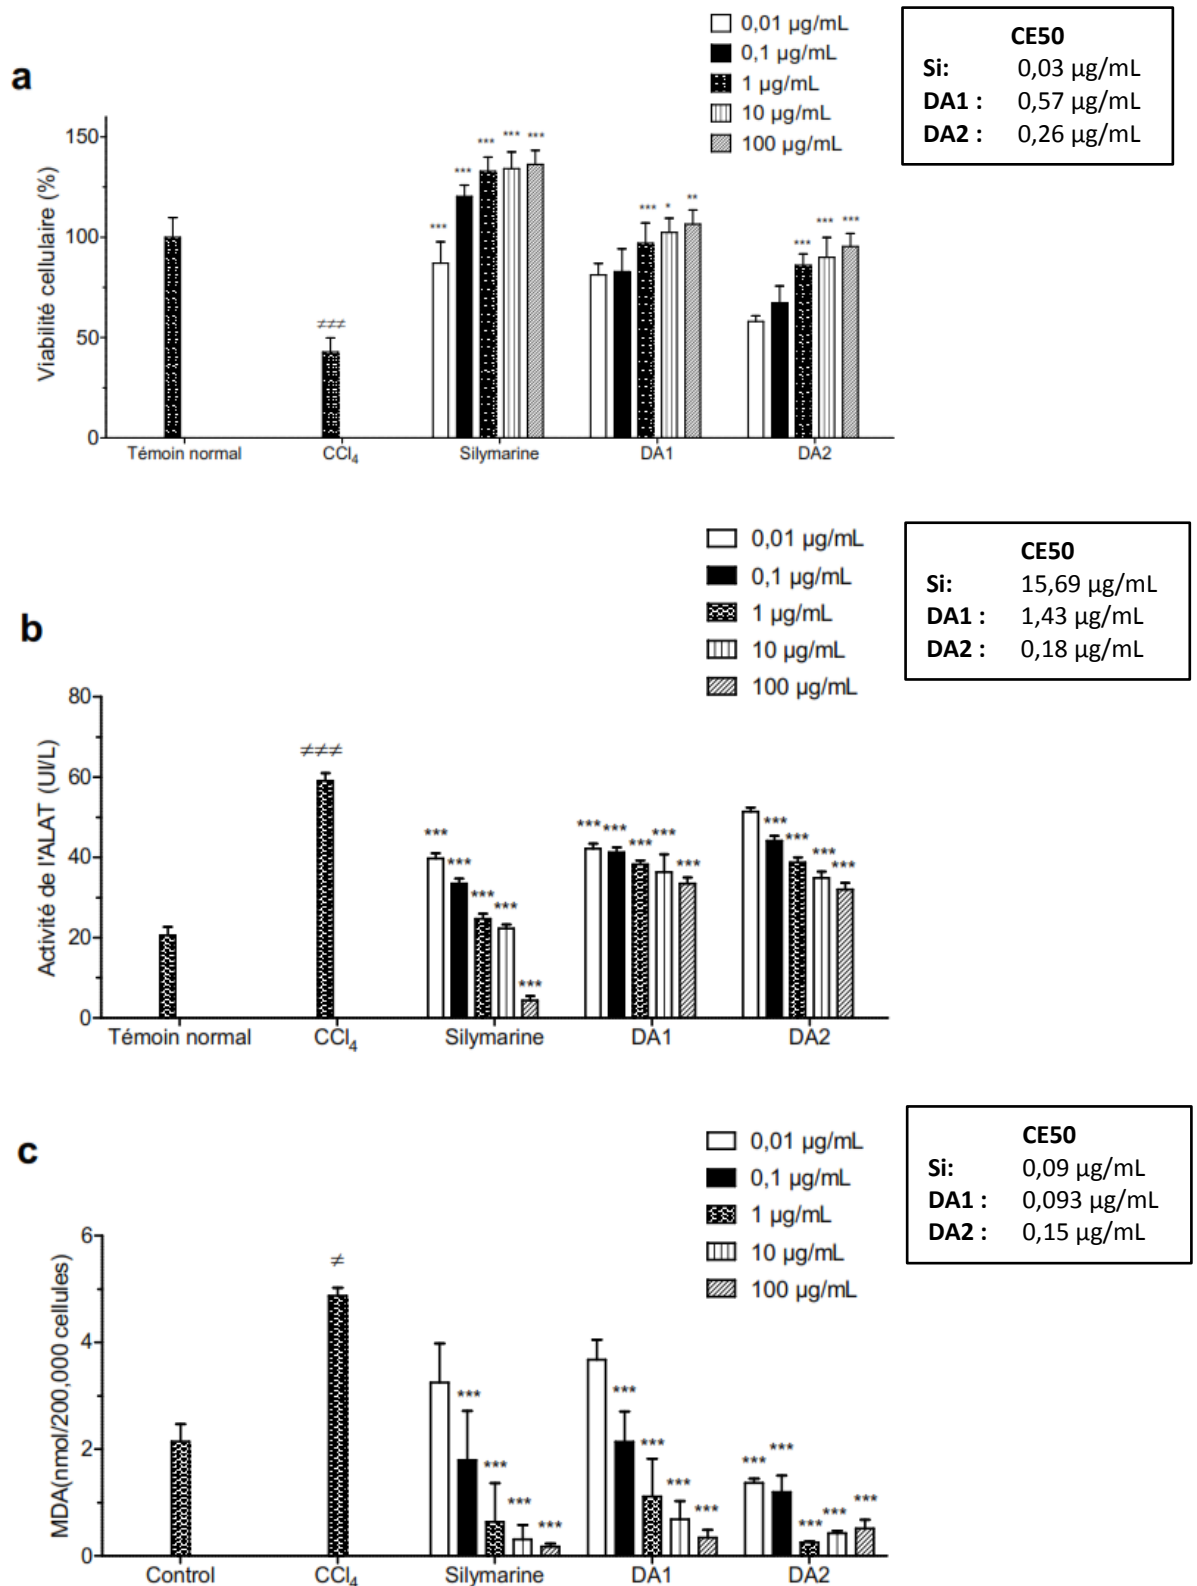 a
0,01 µg/mL
0,1 µg/mL
1 µg/mL
10 µg/mL
100 µg/mL
CE50
Si: 0,03 µg/mL
DA1 : 0,57 µg/mL
DA2 : 0,26 µg/mL
Viabilité cellulaire (%)
150
100
50
0
≠≠≠
*** *** *** *** ***
*** * **
*** *** ***
Témoin normal CCl4 Silymarine DA1 DA2
b
0,01 µg/mL
0,1 µg/mL
1 µg/mL
10 µg/mL
100 µg/mL
CE50
Si: 15,69 µg/mL
DA1 : 1,43 µg/mL
DA2 : 0,18 µg/mL
Activité de l'ALAT (UI/L)
80
60
40
20
0
≠≠≠
*** *** *** *** ***
*** *** *** *** ***
*** *** *** ***
Témoin normal CCl4 Silymarine DA1 DA2
c
0,01 µg/mL
0,1 µg/mL
1 µg/mL
10 µg/mL
100 µg/mL
CE50
Si: 0,09 µg/mL
DA1 : 0,093 µg/mL
DA2 : 0,15 µg/mL
MDA(nmol/200,000 cellules)
6
4
2
0
≠
*** *** *** ***
*** *** *** ***
*** *** *** *** ***
Control CCl4 Silymarine DA1 DA2